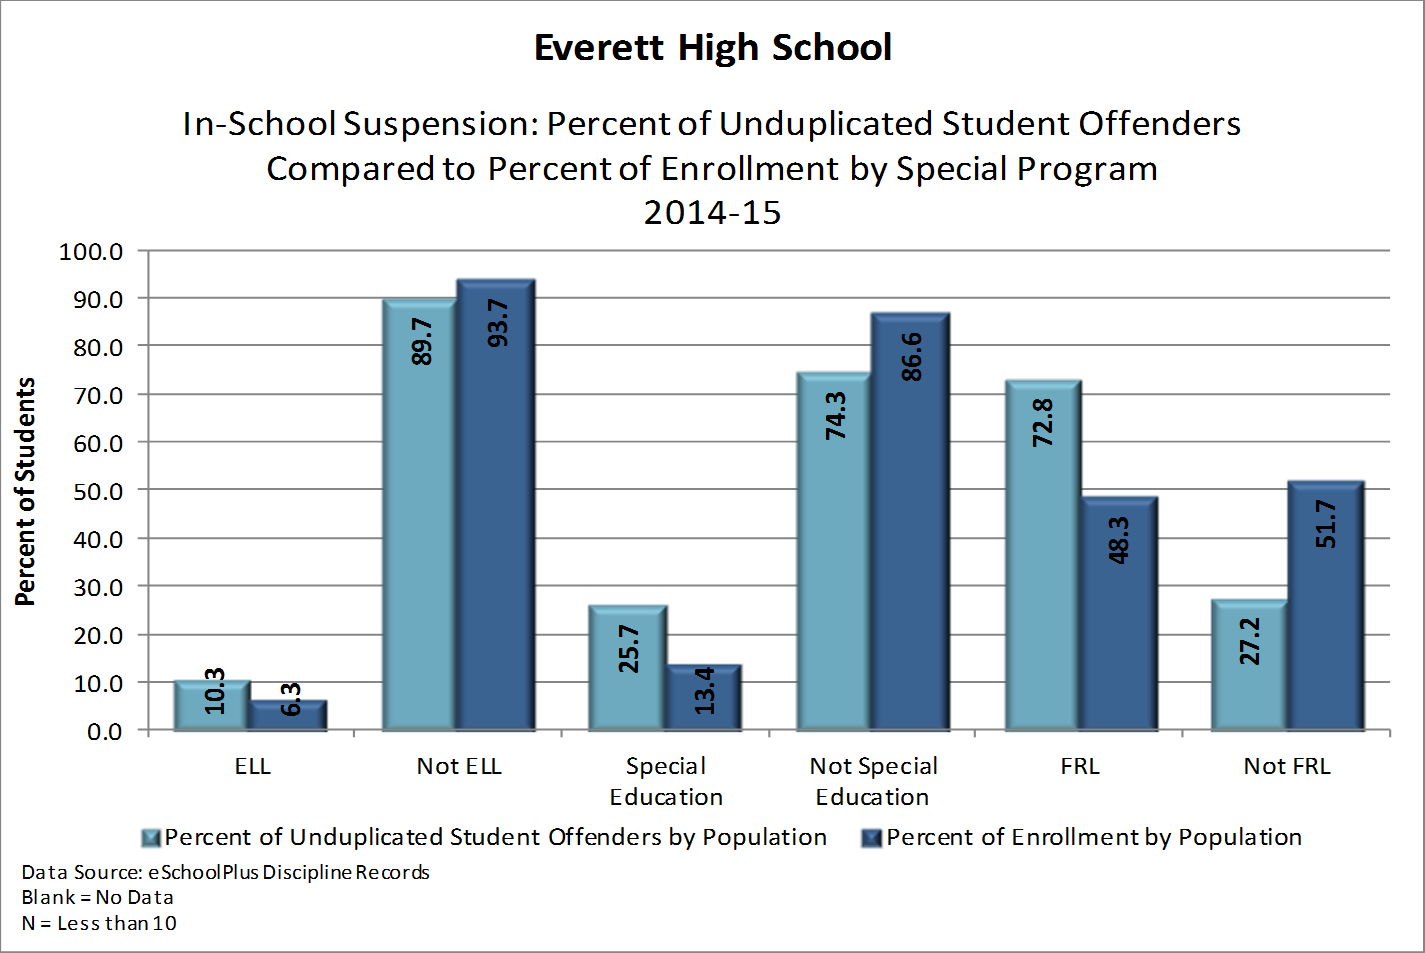 Everett High School
In-School Suspension: Percent of Unduplicated Student Offenders
Compared to Percent of Enrollment by Special Program
2014-15
Percent of Students
100.0
90.0
80.0
70.0
60.0
50.0
40.0
30.0
20.0
10.0
0.0
10.3
6.3
89.7
93.7
25.7
13.4
74.3
86.6
72.8
48.3
27.2
51.7
ELL
Not ELL
Special
Education
Not Special
Education
FRL
Not FRL
Percent of Unduplicated Student Offenders by Population
Percent of Enrollment by Population
Data Source: eSchoolPlus Discipline Records
Blank = No Data
N = Less than 10